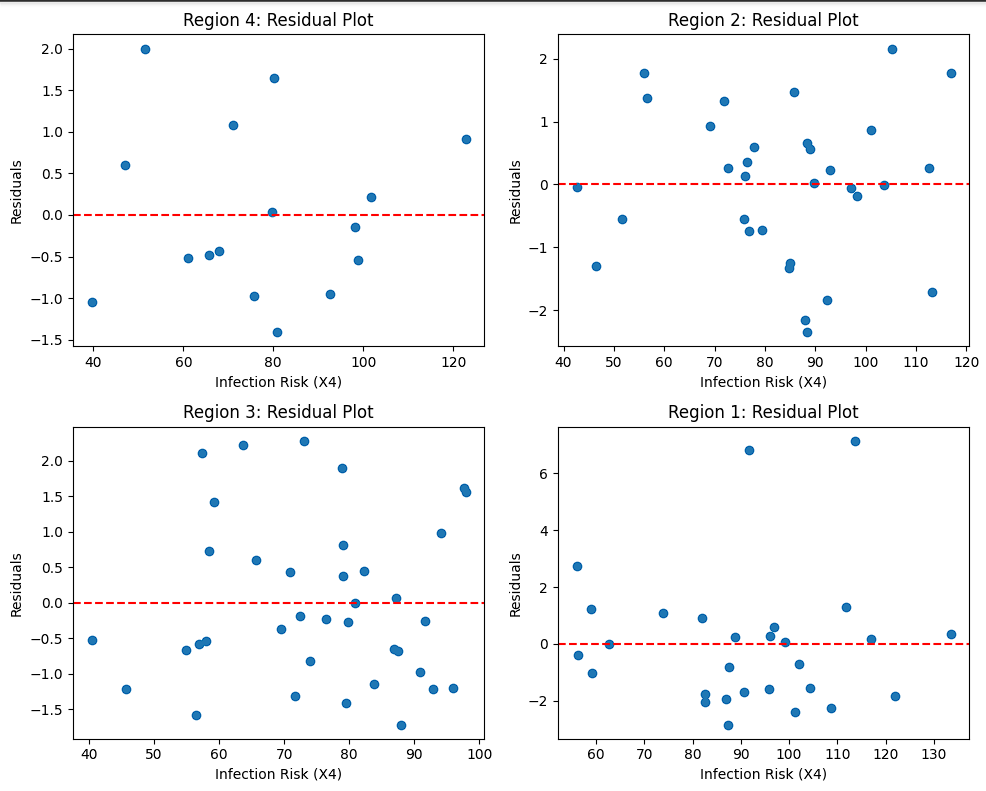 Region 4: Residual Plot
Residuals
2.0
1.5
1.0
0.5
0.0
−0.5
−1.0
−1.5
40 60 80 100 120
Infection Risk (X4)
Region 2: Residual Plot
Residuals
2
1
0
−1
−2
40 50 60 70 80 90 100 110 120
Infection Risk (X4)
Region 3: Residual Plot
Residuals
2.0
1.5
1.0
0.5
0.0
−0.5
−1.0
−1.5
40 50 60 70 80 90 100
Infection Risk (X4)
Region 1: Residual Plot
Residuals
6
4
2
0
−2
60 70 80 90 100 110 120 130
Infection Risk (X4)